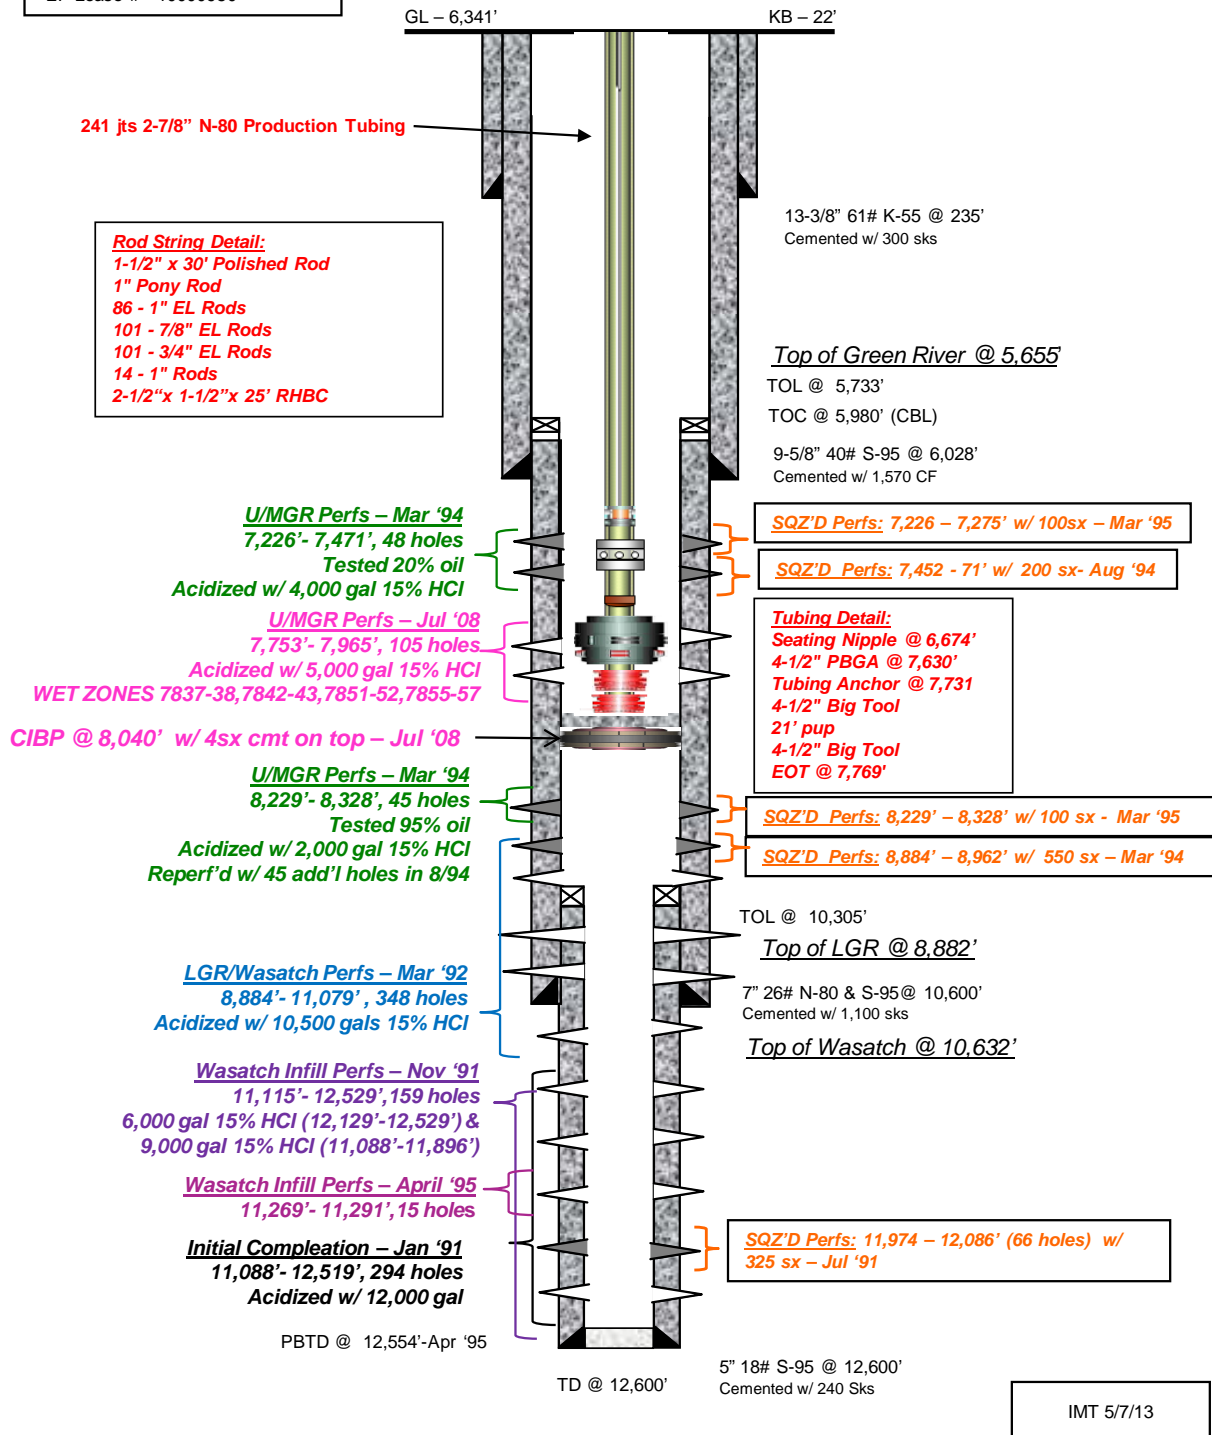 GL – 6,341’
KB – 22’
241 jts 2-7/8” N-80 Production Tubing
13-3/8” 61# K-55 @ 235’
Cemented w/ 300 sks
Rod String Detail:
1-1/2" x 30' Polished Rod
1" Pony Rod
86 - 1" EL Rods
101 - 7/8" EL Rods
101 - 3/4" EL Rods
14 - 1" Rods
2-1/2“x 1-1/2”x 25’ RHBC
Top of Green River @ 5,655’
TOL @ 5,733’
TOC @ 5,980’ (CBL)
9-5/8” 40# S-95 @ 6,028’
Cemented w/ 1,570 CF
U/MGR Perfs – Mar ‘94
7,226’- 7,471’, 48 holes
Tested 20% oil
Acidized w/ 4,000 gal 15% HCl
SQZ’D Perfs: 7,226 – 7,275’ w/ 100sx – Mar ‘95
SQZ’D Perfs: 7,452 - 71’ w/ 200 sx- Aug ‘94
U/MGR Perfs – Jul ‘08
7,753’- 7,965’, 105 holes
Acidized w/ 5,000 gal 15% HCl
WET ZONES 7837-38,7842-43,7851-52,7855-57
Tubing Detail:
Seating Nipple @ 6,674’
4-1/2" PBGA @ 7,630’
Tubing Anchor @ 7,731
4-1/2" Big Tool
21’ pup
4-1/2" Big Tool
EOT @ 7,769'
CIBP @ 8,040’ w/ 4sx cmt on top – Jul ‘08
U/MGR Perfs – Mar ‘94
8,229’- 8,328’, 45 holes
Tested 95% oil
Acidized w/ 2,000 gal 15% HCl
Reperf’d w/ 45 add’l holes in 8/94
SQZ’D Perfs: 8,229’ – 8,328’ w/ 100 sx - Mar ‘95
SQZ’D Perfs: 8,884’ – 8,962’ w/ 550 sx – Mar ‘94
TOL @ 10,305’
Top of LGR @ 8,882’
LGR/Wasatch Perfs – Mar ‘92
8,884’- 11,079’ , 348 holes
Acidized w/ 10,500 gals 15% HCl
7” 26# N-80 & S-95@ 10,600’
Cemented w/ 1,100 sks
Top of Wasatch @ 10,632’
Wasatch Infill Perfs – Nov ‘91
11,115’- 12,529’,159 holes
6,000 gal 15% HCl (12,129’-12,529’) &
9,000 gal 15% HCl (11,088’-11,896’)
Wasatch Infill Perfs – April ‘95
11,269’- 11,291’,15 holes
Initial Compleation – Jan ‘91
11,088’- 12,519’, 294 holes
Acidized w/ 12,000 gal
SQZ’D Perfs: 11,974 – 12,086’ (66 holes) w/
325 sx – Jul ‘91
PBTD @ 12,554’-Apr ‘95
TD @ 12,600’
5” 18# S-95 @ 12,600’
Cemented w/ 240 Sks
IMT 5/7/13